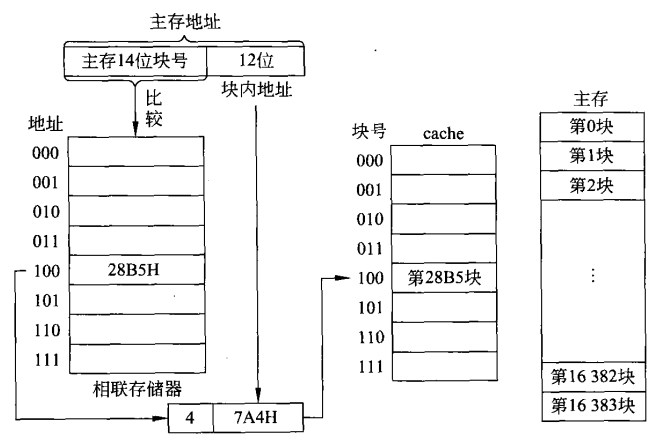 主存地址
主存14位块号 12位
比较 块内地址
地址
000
001
010
011
100 28B5H
101
110
111
相联存储器
4 7A4H
块号 cache
000
001
010
011
100 第28B5块
101
110
111
主存
第0块
第1块
第2块
⋮
第16 382块
第16 383块